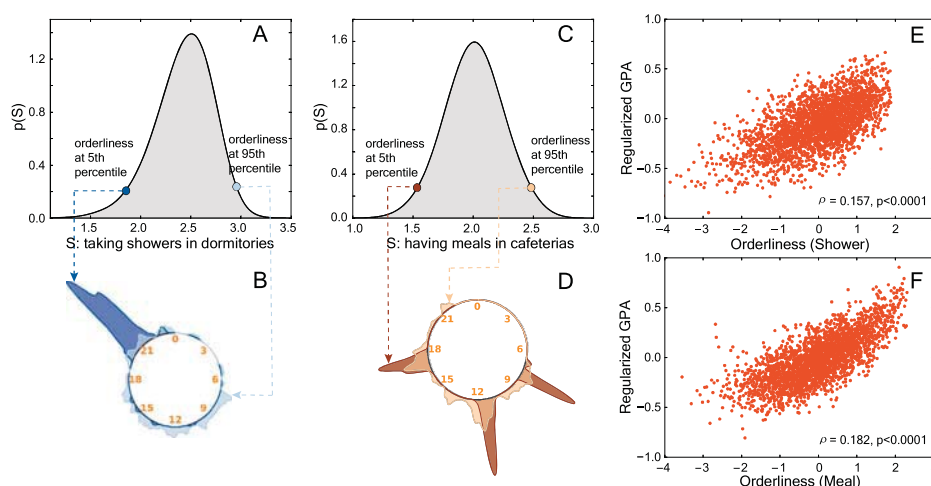 A
p(S)
1.2
0.8
0.4
0.0
orderliness
at 5th
percentile
orderliness
at 95th
percentile
1.0 1.5 2.0 2.5 3.0 3.5
S: taking showers in dormitories
C
p(S)
1.6
1.2
0.8
0.4
0.0
orderliness
at 5th
percentile
orderliness
at 95th
percentile
1.0 1.5 2.0 2.5 3.0
S: having meals in cafeterias
E
Regularized GPA
1.0
0.5
0.0
−0.5
−1.0
ρ = 0.157, p<0.0001
−4 −3 −2 −1 0 1 2
Orderliness (Shower)
B
0
3
6
9
12
15
18
21
D
0
3
6
9
12
15
18
21
F
Regularized GPA
1.0
0.5
0.0
−0.5
−1.0
ρ = 0.182, p<0.0001
−4 −3 −2 −1 0 1 2
Orderliness (Meal)